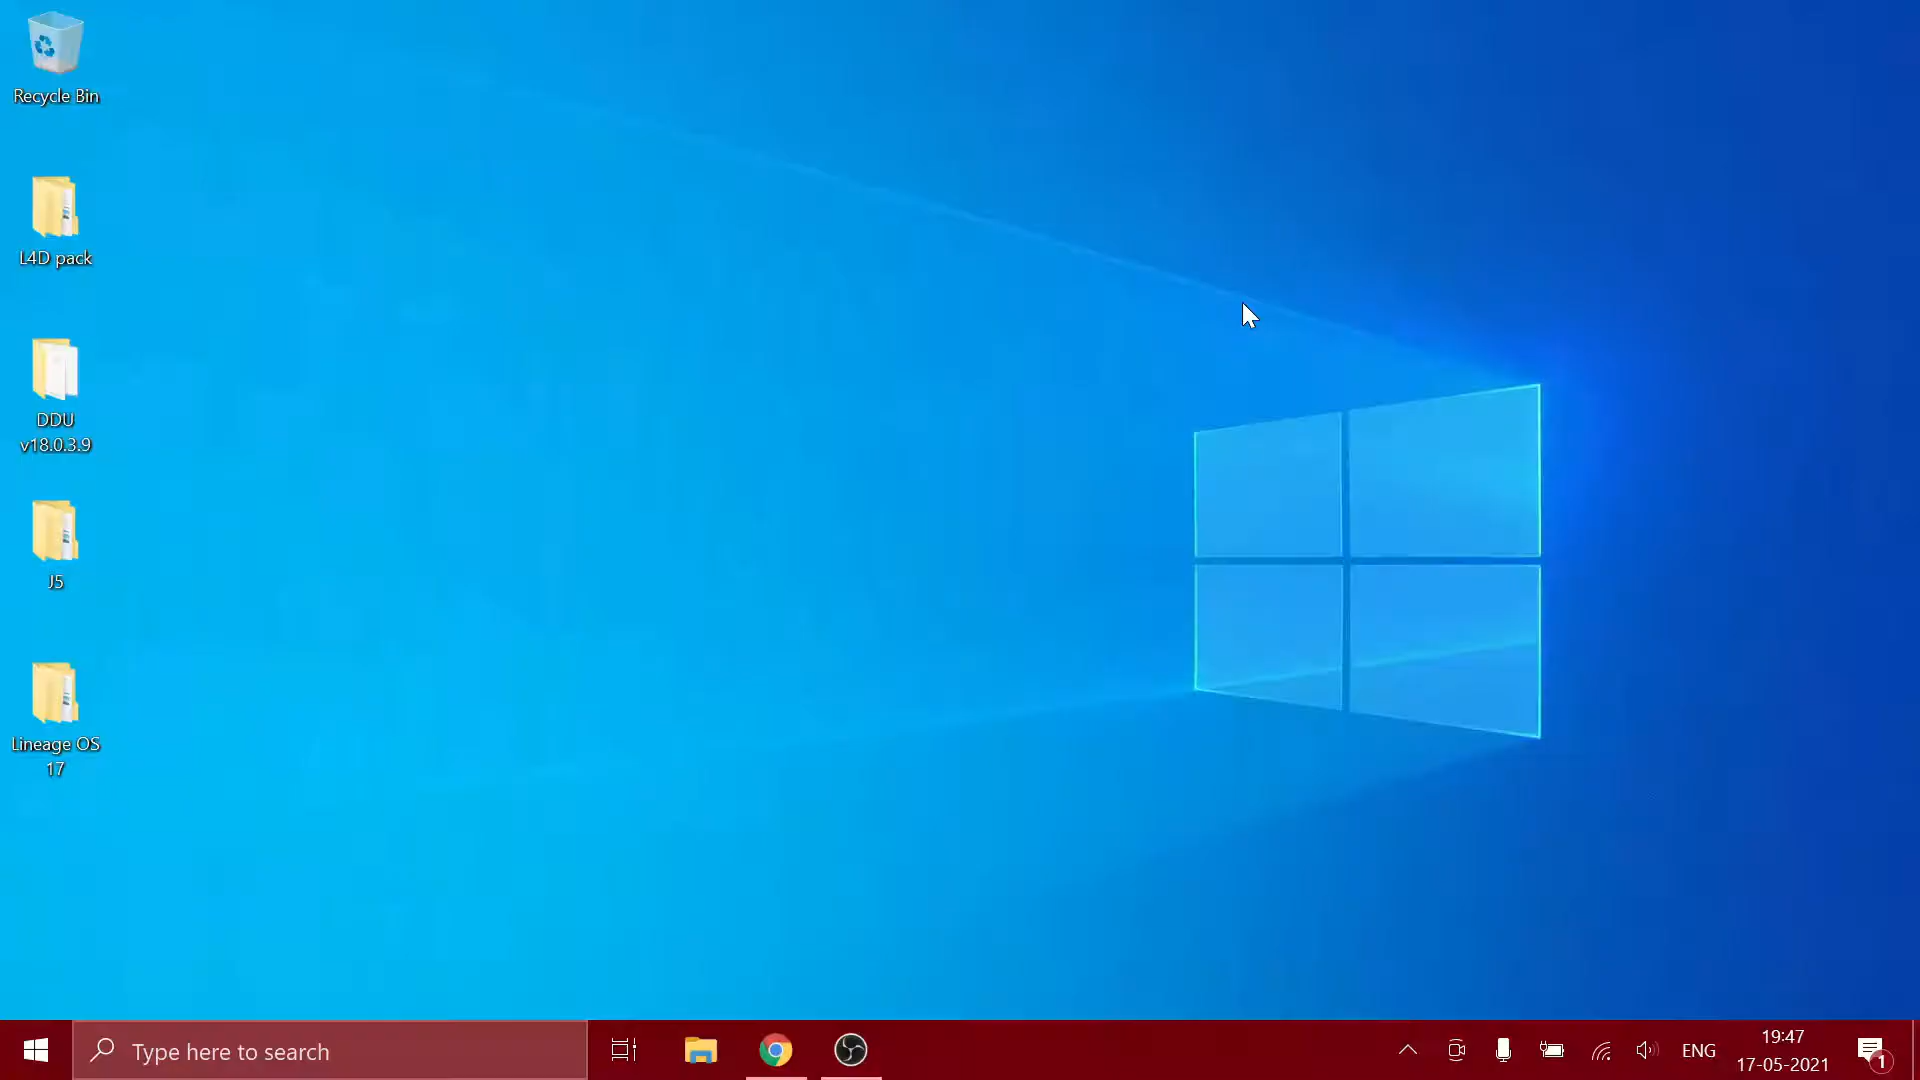 Recycle Bin
L4D pack
DDU
v18.0.3.9
J5
Lineage OS
17
Type here to search
ENG
19:47
17-05-2021
1